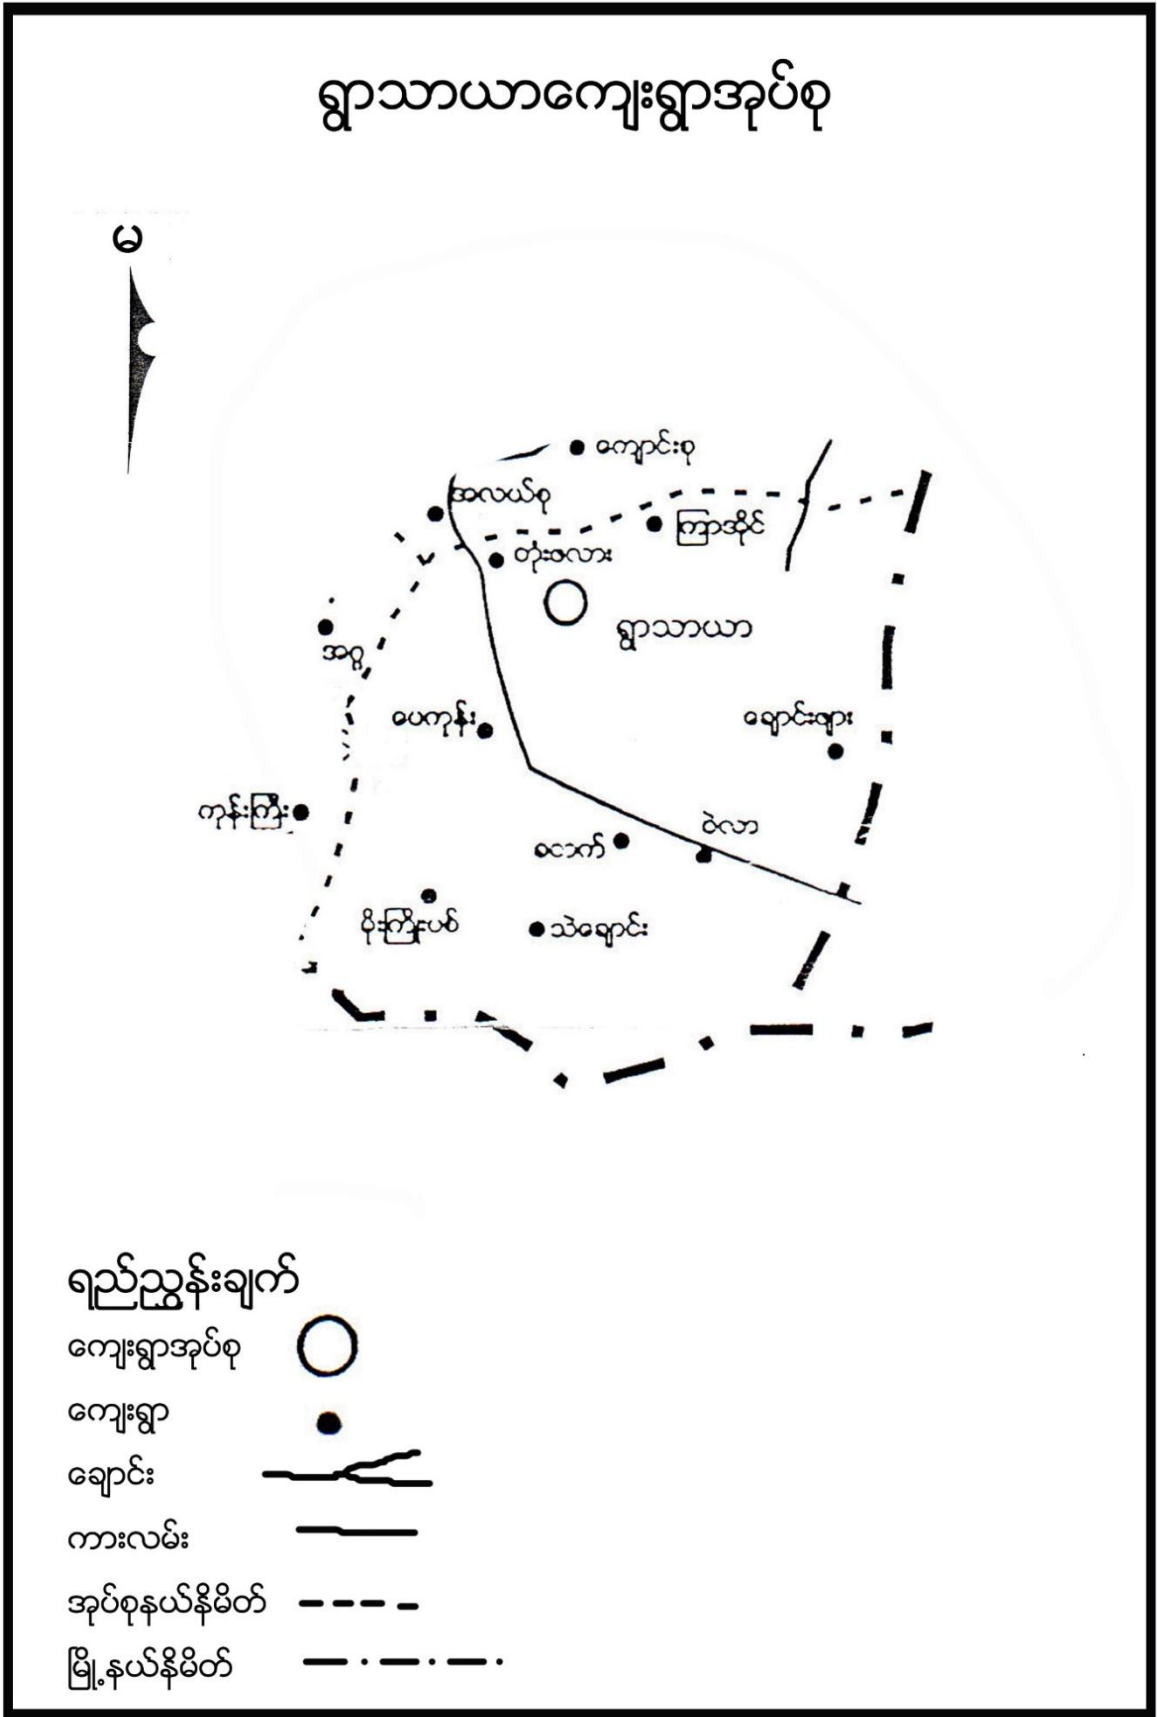 ရွာသာယာကျေးရွာအုပ်စု
မ
ကျောင်းစု
အလယ်စု
ကြာအိုင်
တုံးဇလား
ရွာသာယာ
အဂ္ဂ
ပေကုန်း
ချောင်းဖျား
ကုန်းကြီး
ဝဲလာ
ခငောက်
ပိုးကြိုးပစ်
သဲချောင်း
ရည်ညွှန်းချက်
ကျေးရွာအုပ်စု
ကျေးရွာ
ချောင်း
ကားလမ်း
အုပ်စုနယ်နိမိတ်
မြို့နယ်နိမိတ်